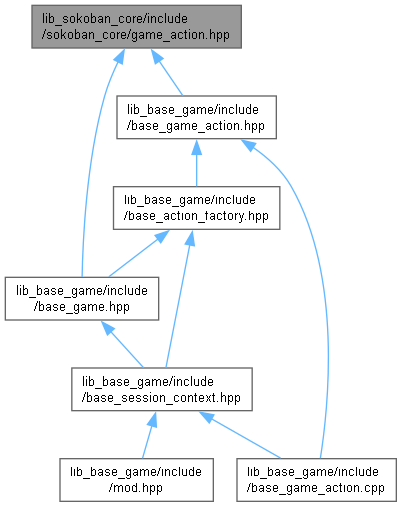 lib_sokoban_core/include
/sokoban_core/game_action.hpp
lib_base_game/include
/base_game_action.hpp
lib_base_game/include
/base_action_factory.hpp
lib_base_game/include
/base_game.hpp
lib_base_game/include
/base_session_context.hpp
lib_base_game/include
/mod.hpp
lib_base_game/include
/base_game_action.cpp